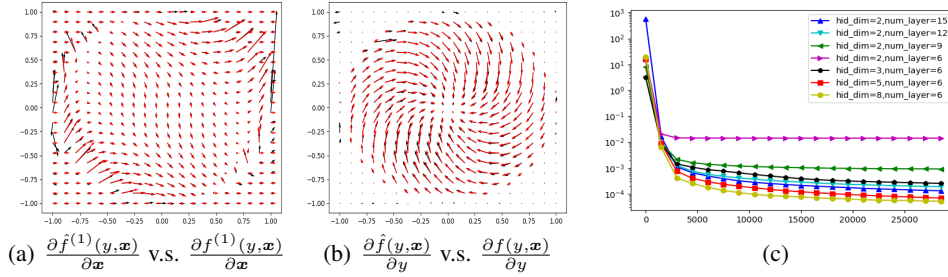 1.00
0.75
0.50
0.25
0.00
−0.25
−0.50
−0.75
−1.00
−1.00 −0.75 −0.50 −0.25 0.00 0.25 0.50 0.75 1.00
1.00
0.75
0.50
0.25
0.00
−0.25
−0.50
−0.75
−1.00
−1.00 −0.75 −0.50 −0.25 0.00 0.25 0.50 0.75 1.00
10³
10²
10¹
10⁰
10⁻¹
10⁻²
10⁻³
10⁻⁴
0 5000 10000 15000 20000 25000
hid_dim=2,num_layer=15
hid_dim=2,num_layer=12
hid_dim=2,num_layer=9
hid_dim=2,num_layer=6
hid_dim=3,num_layer=6
hid_dim=5,num_layer=6
hid_dim=8,num_layer=6
(a) ∂f̂⁽¹⁾(y,𝒙)/∂𝒙 v.s. ∂f⁽¹⁾(y,𝒙)/∂𝒙
(b) ∂f̂(y,𝒙)/∂y v.s. ∂f(y,𝒙)/∂y
(c)